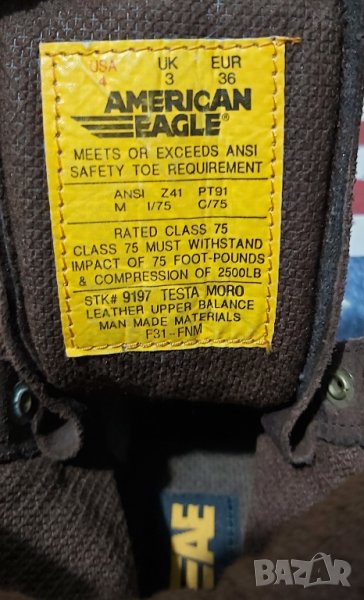 USA UK EUR
4 3 36
AMERICAN
EAGLE®
MEETS OR EXCEEDS ANSI
SAFETY TOE REQUIREMENT
ANSI Z41 PT91
M I/75 C/75
RATED CLASS 75
CLASS 75 MUST WITHSTAND
IMPACT OF 75 FOOT-POUNDS
& COMPRESSION OF 2500LB
STK# 9197 TESTA MORO
LEATHER UPPER BALANCE
MAN MADE MATERIALS
F31-FNM
EAE
BAZAR